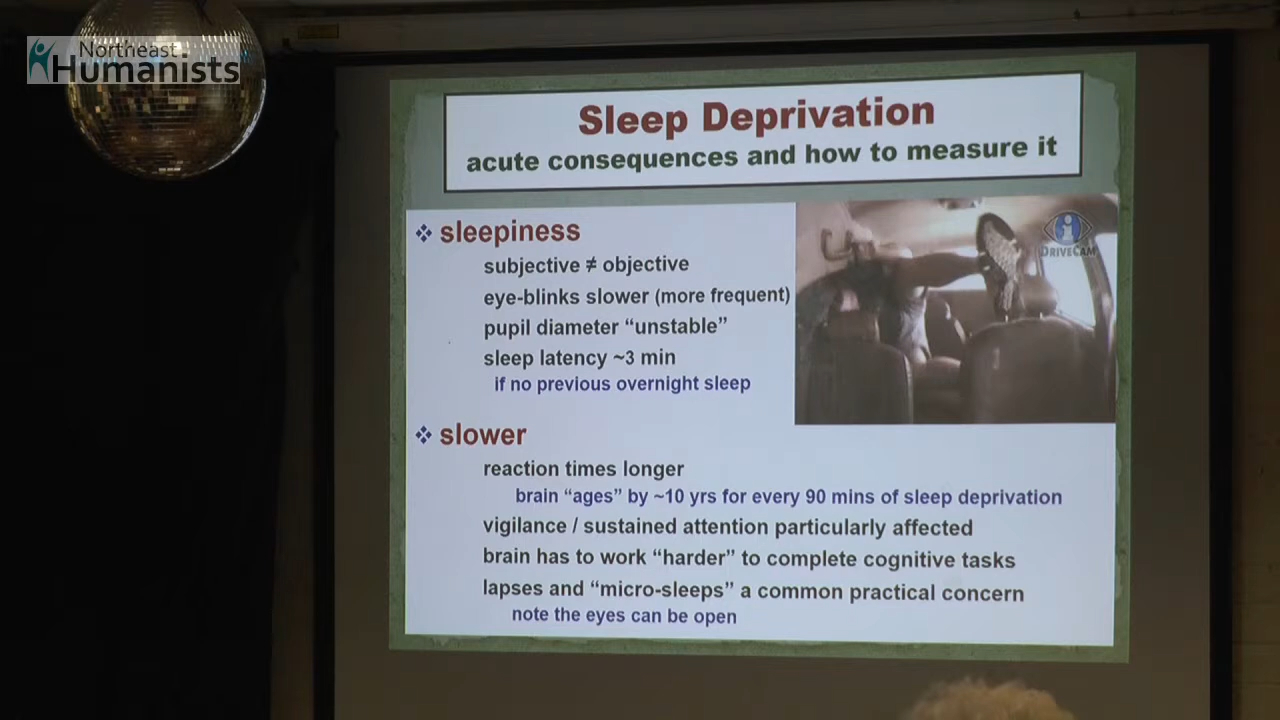 Northeast
Humanists
Sleep Deprivation
acute consequences and how to measure it
sleepiness
subjective ≠ objective
eye-blinks slower (more frequent)
pupil diameter “unstable”
sleep latency ~3 min
if no previous overnight sleep
DRIVECAM
slower
reaction times longer
brain “ages” by ~10 yrs for every 90 mins of sleep deprivation
vigilance / sustained attention particularly affected
brain has to work “harder” to complete cognitive tasks
lapses and “micro-sleeps” a common practical concern
note the eyes can be open